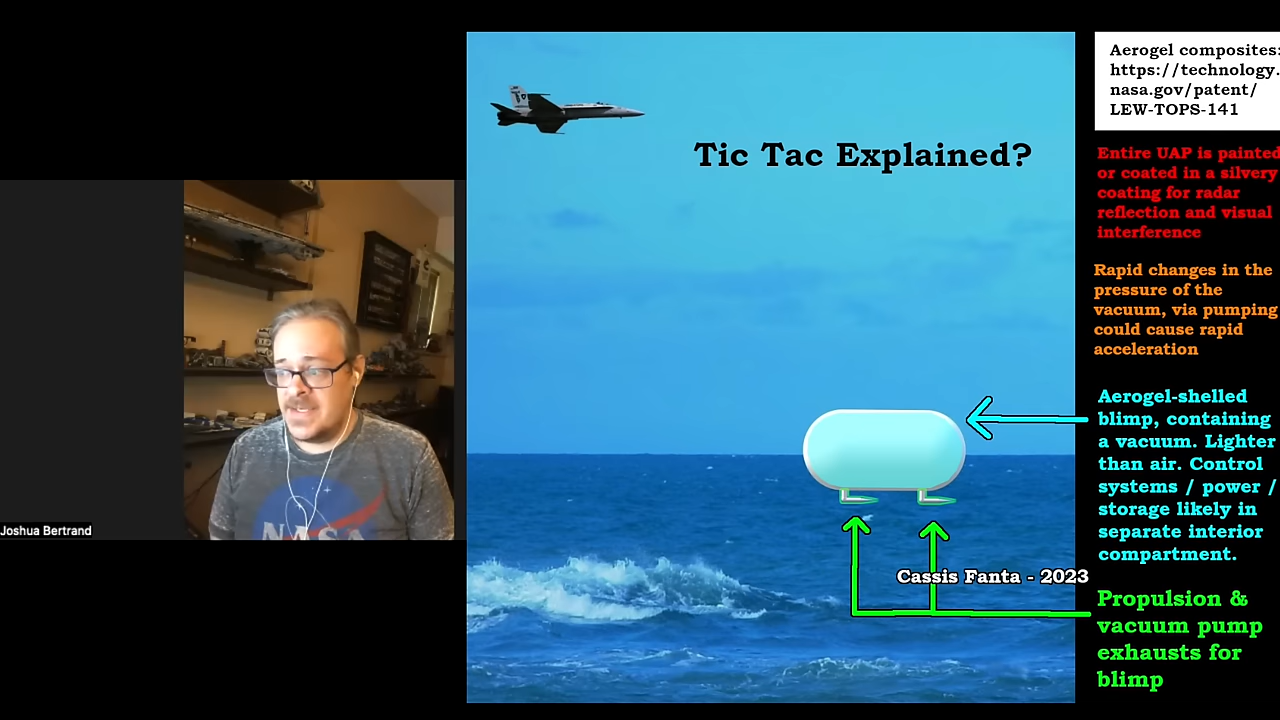 Aerogel composites:
https://technology.
nasa.gov/patent/
LEW-TOPS-141
Tic Tac Explained?
Entire UAP is painted
or coated in a silvery
coating for radar
reflection and visual
interference
Rapid changes in the
pressure of the
vacuum, via pumping
could cause rapid
acceleration
Aerogel-shelled
blimp, containing
a vacuum. Lighter
than air. Control
systems / power /
storage likely in
separate interior
compartment.
Cassis Fanta - 2023
Propulsion &
vacuum pump
exhausts for
blimp
Joshua Bertrand
NASA